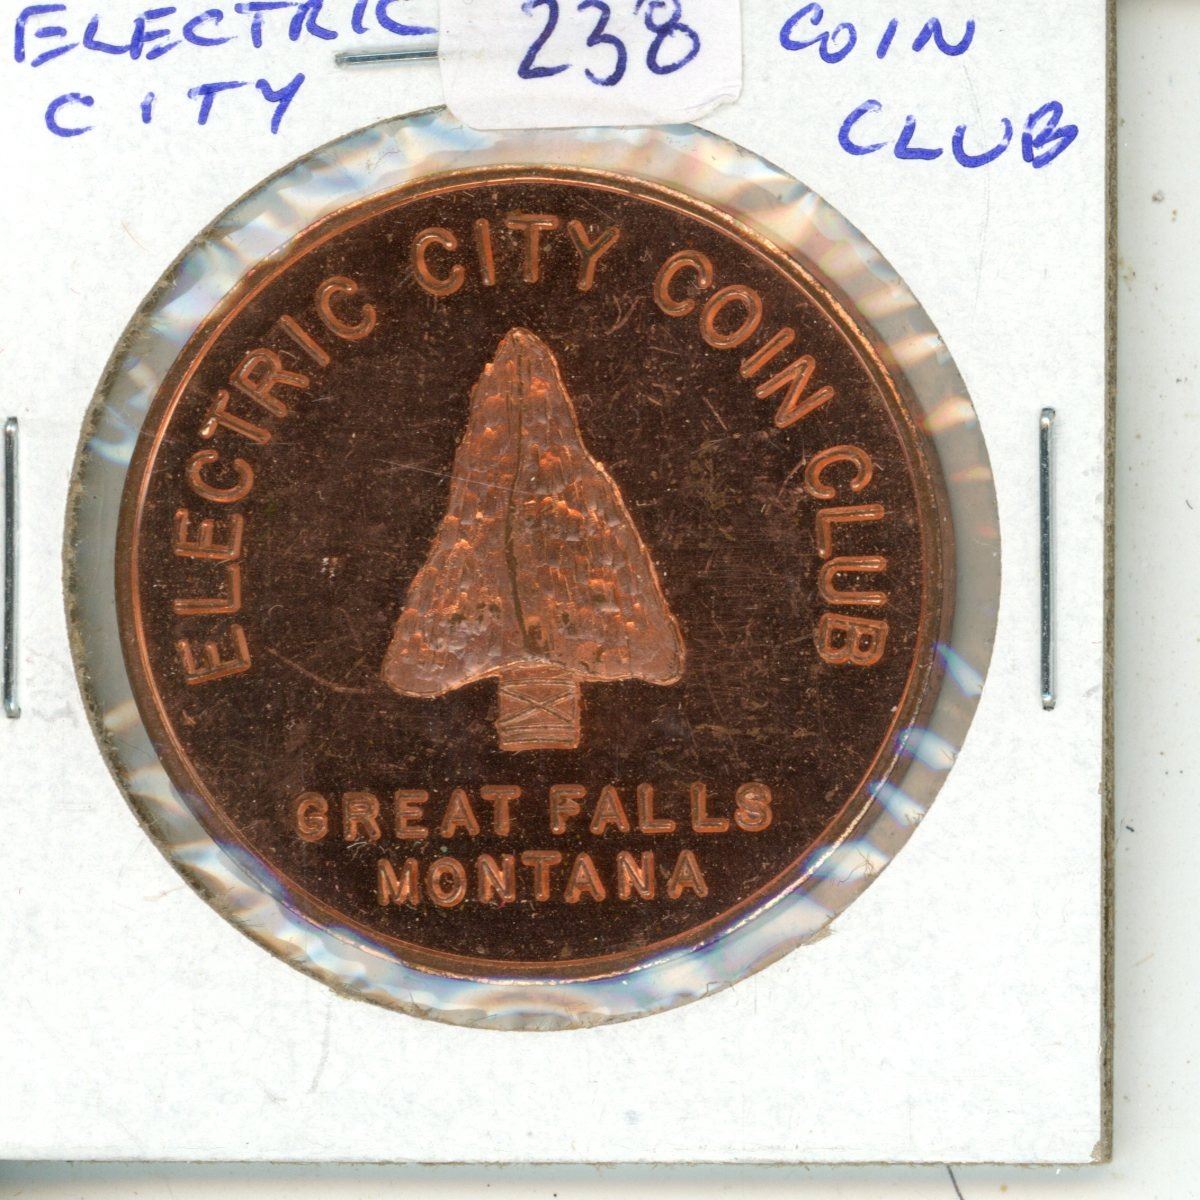 ELECTRIC 238 COIN
CITY CLUB
ELECTRIC CITY COIN CLUB
GREAT FALLS
MONTANA